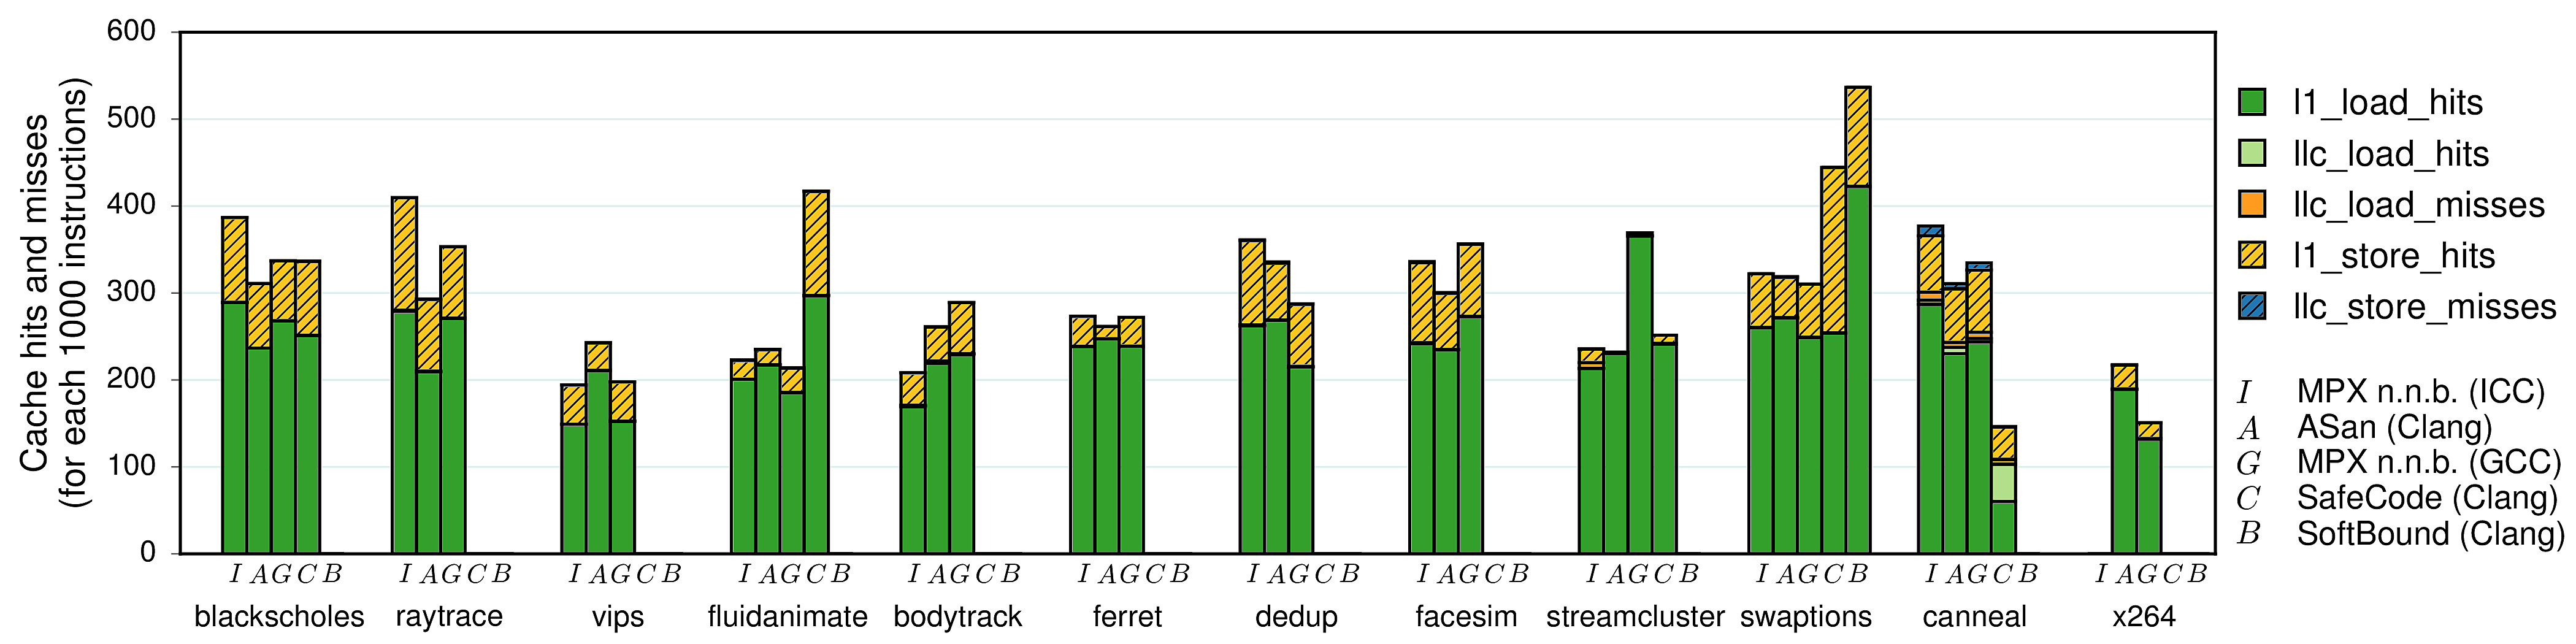 Cache hits and misses
(for each 1000 instructions)
600
500
400
300
200
100
0
I A G C B
I A G C B
I A G C B
I A G C B
I A G C B
I A G C B
I A G C B
I A G C B
I A G C B
I A G C B
I A G C B
I A G C B
blackscholes
raytrace
vips
fluidanimate
bodytrack
ferret
dedup
facesim
streamcluster
swaptions
canneal
x264
l1_load_hits
llc_load_hits
llc_load_misses
l1_store_hits
llc_store_misses
I MPX n.n.b. (ICC)
A ASan (Clang)
G MPX n.n.b. (GCC)
C SafeCode (Clang)
B SoftBound (Clang)